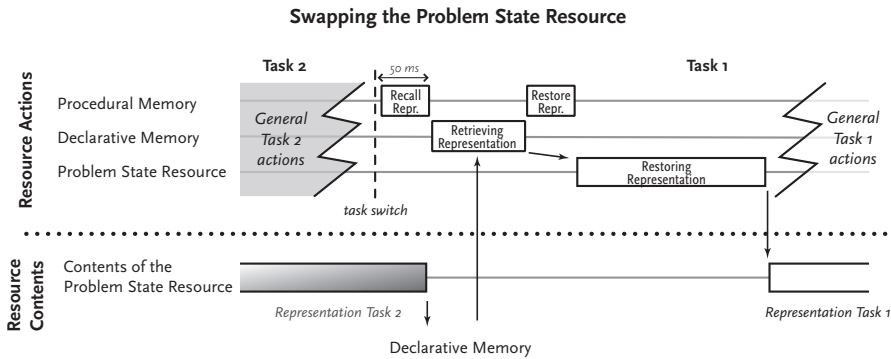 Swapping the Problem State Resource
Task 2
50 ms
Task 1
Resource Actions
Procedural Memory
Declarative Memory
Problem State Resource
General
Task 2
actions
Recall
Repr.
Restore
Repr.
Retrieving
Representation
Restoring
Representation
General
Task 1
actions
task switch
Resource
Contents
Contents of the
Problem State Resource
Representation Task 2
Representation Task 1
Declarative Memory